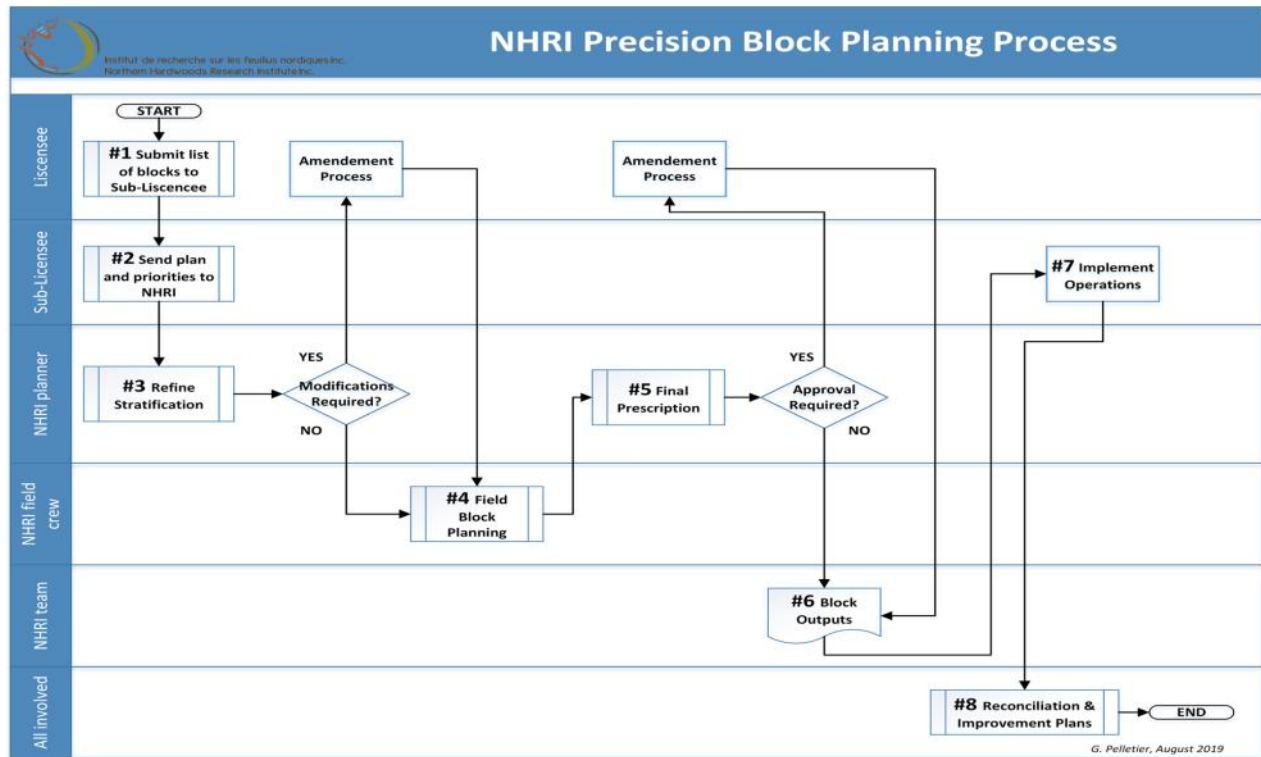 NHRI Precision Block Planning Process
Institut de recherche sur les feuillus nordiques inc.
Northern Hardwoods Research Institute Inc.
Liscensee
START
#1 Submit list
of blocks to
Sub-Liscencee
Amendement
Process
Amendement
Process
Sub-Licensee
#2 Send plan
and priorities to
NHRI
#7 Implement
Operations
NHRI planner
#3 Refine
Stratification
YES
Modifications
Required?
NO
#5 Final
Prescription
YES
Approval
Required?
NO
NHRI field
crew
#4 Field
Block
Planning
NHRI team
#6 Block
Outputs
All involved
#8 Reconciliation &
Improvement Plans
END
G. Pelletier, August 2019